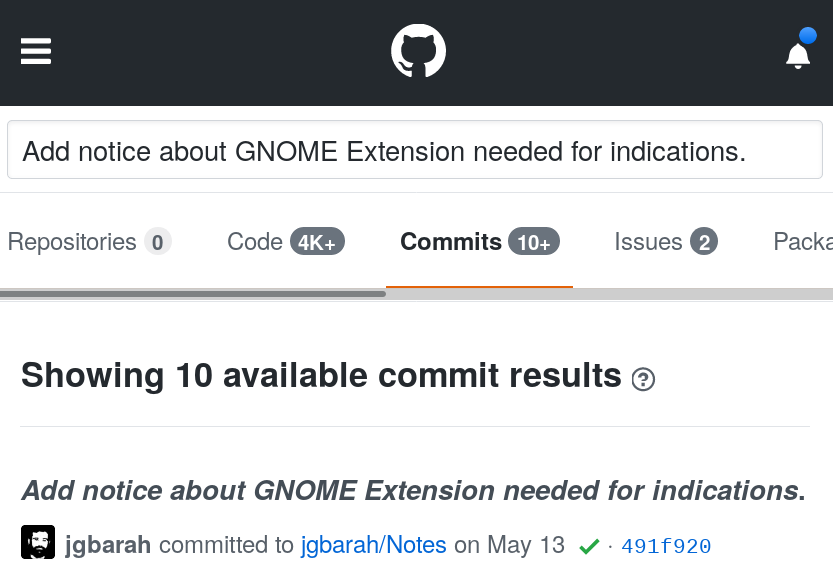 Add notice about GNOME Extension needed for indications.
Repositories 0 Code 4K+ Commits 10+ Issues 2 Packa
Showing 10 available commit results ?
Add notice about GNOME Extension needed for indications.
jgbarah committed to jgbarah/Notes on May 13 ✓ · 491f920